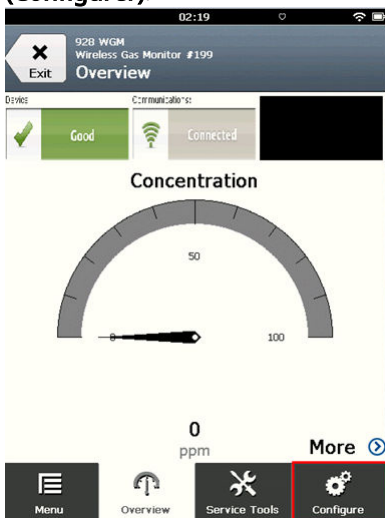 (Configurer).
02:19
928 WGM
Wireless Gas Monitor #199
Exit
Overview
Device
Communications:
Good
Connected
Concentration
50
0
100
0
ppm
More
Menu
Overview
Service Tools
Configure